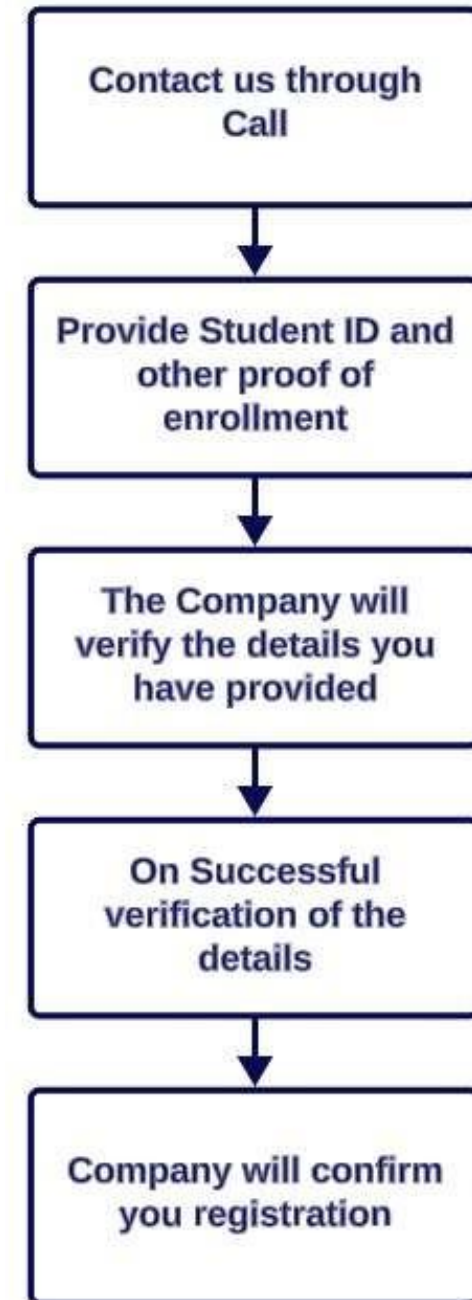 Contact us through
Call
Provide Student ID and
other proof of
enrollment
The Company will
verify the details you
have provided
On Successful
verification of the
details
Company will confirm
you registration